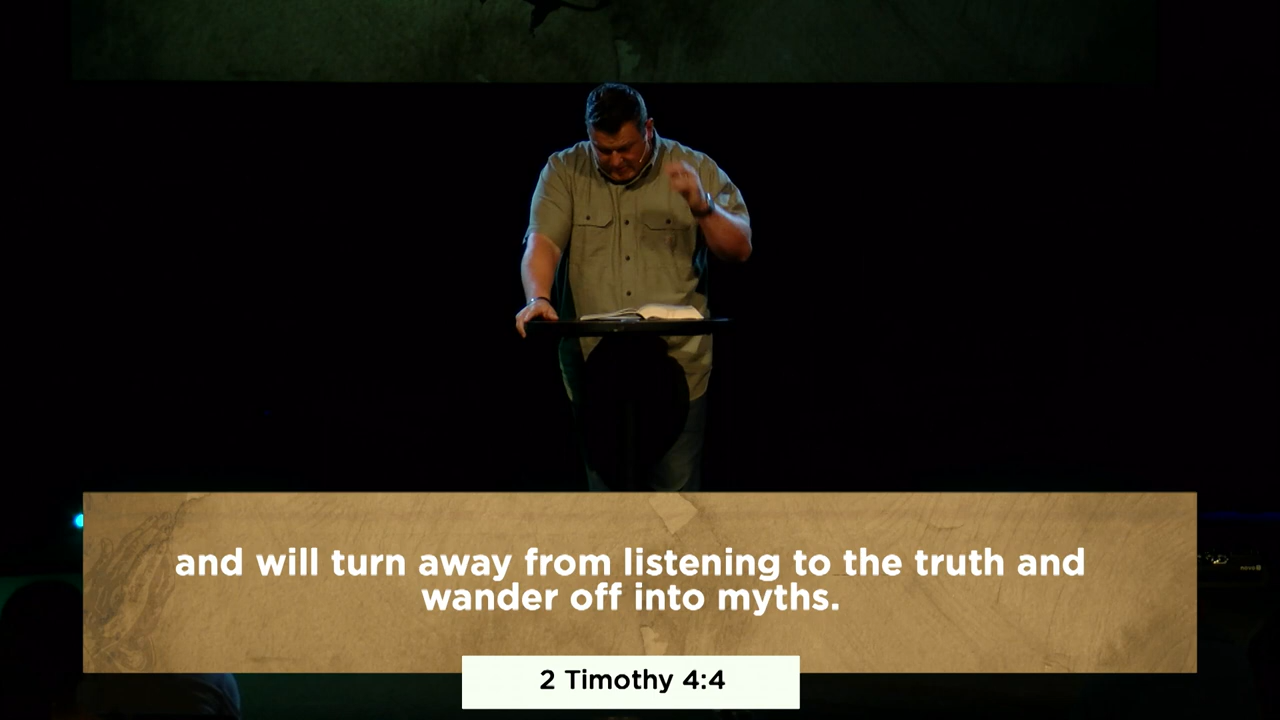 and will turn away from listening to the truth and
wander off into myths.
2 Timothy 4:4